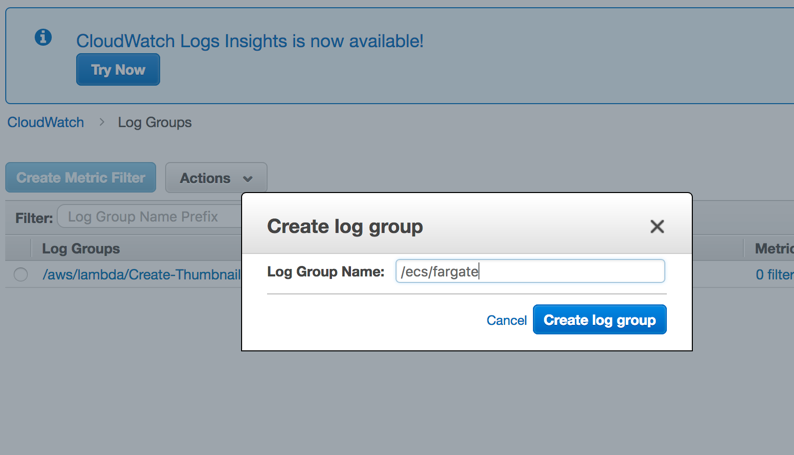 CloudWatch Logs Insights is now available!
Try Now
CloudWatch > Log Groups
Create Metric Filter Actions
Filter: Log Group Name Prefix
Log Groups Metric
/aws/lambda/Create-Thumbnail 0 filter
Create log group
Log Group Name: /ecs/fargate
Cancel Create log group